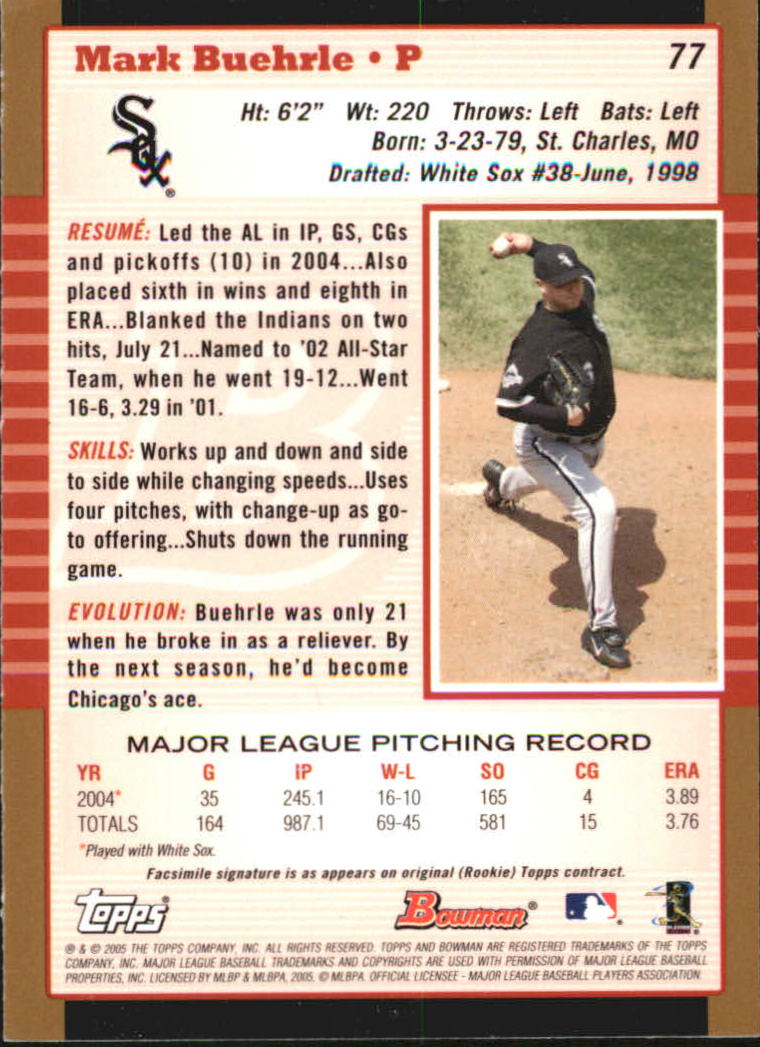 Mark Buehrle • P
77
Sox®
Ht: 6'2" Wt: 220 Throws: Left Bats: Left
Born: 3-23-79, St. Charles, MO
Drafted: White Sox #38-June, 1998
RESUMÉ: Led the AL in IP, GS, CGs
and pickoffs (10) in 2004...Also
placed sixth in wins and eighth in
ERA...Blanked the Indians on two
hits, July 21...Named to '02 All-Star
Team, when he went 19-12...Went
16-6, 3.29 in '01.
SKILLS: Works up and down and side
to side while changing speeds...Uses
four pitches, with change-up as go-
to offering...Shuts down the running
game.
EVOLUTION: Buehrle was only 21
when he broke in as a reliever. By
the next season, he'd become
Chicago's ace.
MAJOR LEAGUE PITCHING RECORD
YR G IP W-L SO CG ERA
2004* 35 245.1 16-10 165 4 3.89
TOTALS 164 987.1 69-45 581 15 3.76
*Played with White Sox.
Facsimile signature is as appears on original (Rookie) Topps contract.
Topps® Bowman®
® & © 2005 THE TOPPS COMPANY, INC. ALL RIGHTS RESERVED. TOPPS AND BOWMAN ARE REGISTERED TRADEMARKS OF THE TOPPS
COMPANY, INC. MAJOR LEAGUE BASEBALL TRADEMARKS AND COPYRIGHTS ARE USED WITH PERMISSION OF MAJOR LEAGUE BASEBALL
PROPERTIES, INC. LICENSED BY MLBP & MLBPA, 2005. © MLBPA. OFFICIAL LICENSEE - MAJOR LEAGUE BASEBALL PLAYERS ASSOCIATION.